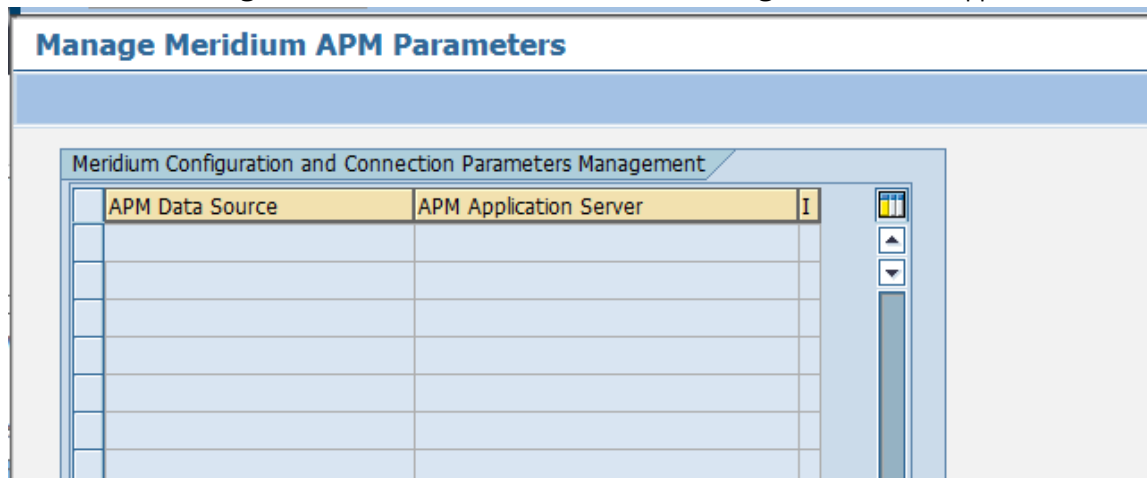 Manage Meridium APM Parameters
Meridium Configuration and Connection Parameters Management
APM Data Source APM Application Server I